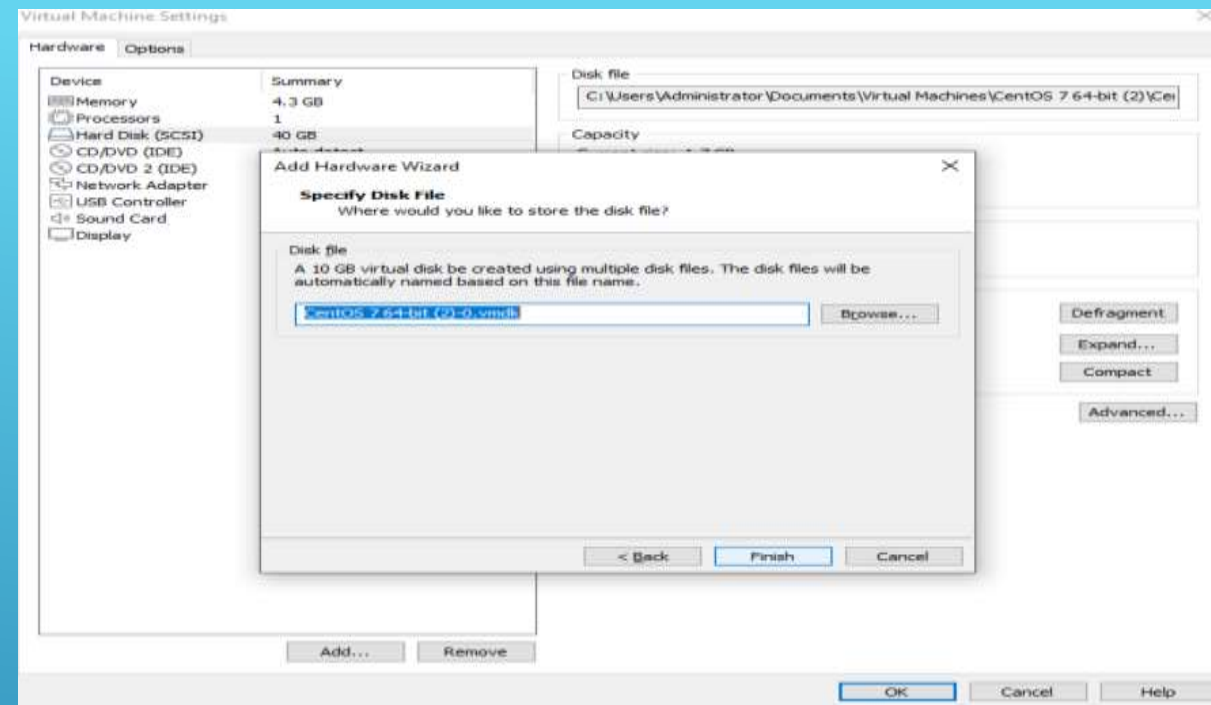 Virtual Machine Settings
Hardware Options
Device Summary
Memory 4.3 GB
Processors 1
Hard Disk (SCSI) 40 GB
CD/DVD (IDE) Auto detect
CD/DVD 2 (IDE)
Network Adapter
USB Controller
Sound Card
Display
Add... Remove
Disk file
C:\Users\Administrator\Documents\Virtual Machines\CentOS 7 64-bit (2)\Cer
Capacity
Defragment
Expand...
Compact
Advanced...
Add Hardware Wizard
Specify Disk File
Where would you like to store the disk file?
Disk file
A 10 GB virtual disk be created using multiple disk files. The disk files will be
automatically named based on this file name.
CentOS 7 64-bit (2)-0.vmdk Browse...
< Back Finish Cancel
OK Cancel Help